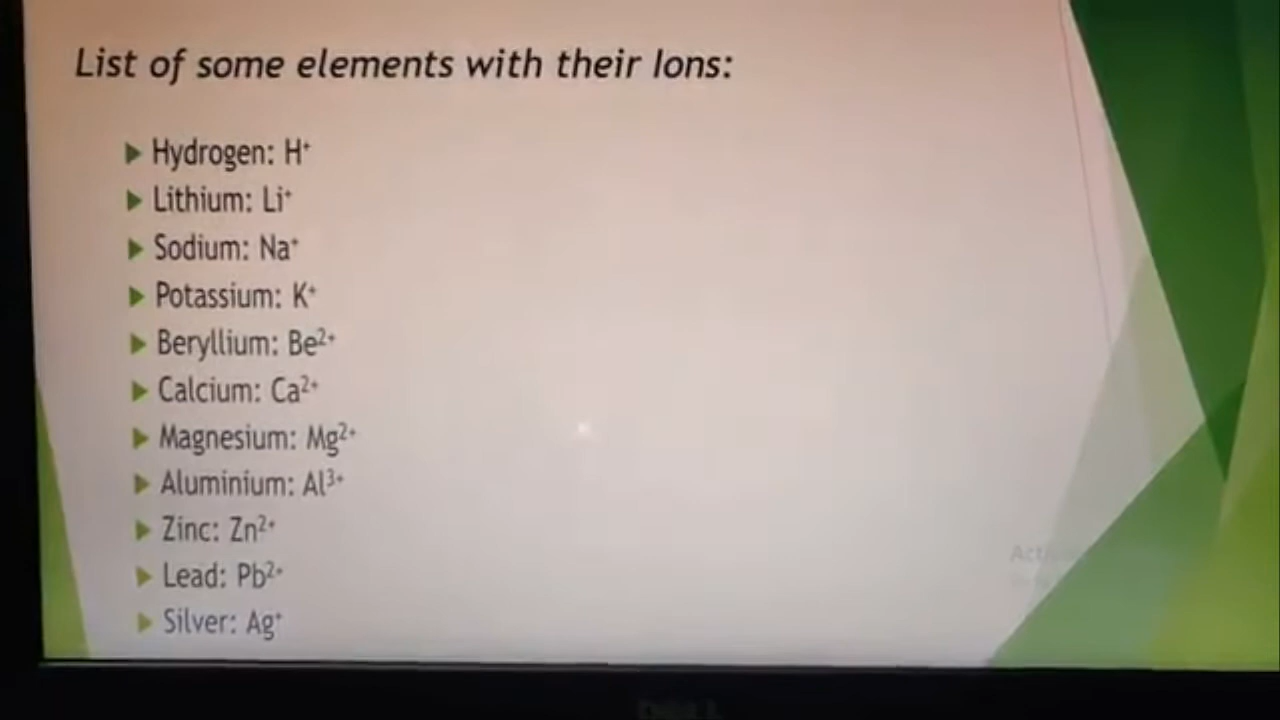 List of some elements with their Ions:
Hydrogen: H⁺
Lithium: Li⁺
Sodium: Na⁺
Potassium: K⁺
Beryllium: Be²⁺
Calcium: Ca²⁺
Magnesium: Mg²⁺
Aluminium: Al³⁺
Zinc: Zn²⁺
Lead: Pb²⁺
Silver: Ag⁺